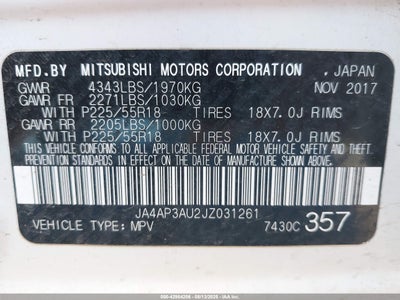 MFD.BY MITSUBISHI MOTORS CORPORATION, JAPAN
GVWR 4343LBS/1970KG NOV 2017
GAWR FR 2271LBS/1030KG
WITH P225/55R18 TIRES 18X7.0J RIMS
GAWR RR 2205LBS/1000KG
WITH P225/55R18 TIRES 18X7.0J RIMS
THIS VEHICLE CONFORMS TO ALL APPLICABLE FEDERAL MOTOR VEHICLE SAFETY AND THEFT PREVENTION STANDARDS IN EFFECT ON THE DATE OF MANUFACTURE SHOWN ABOVE.
JA4AP3AU2JZ031261
VEHICLE TYPE: MPV 7430C 357